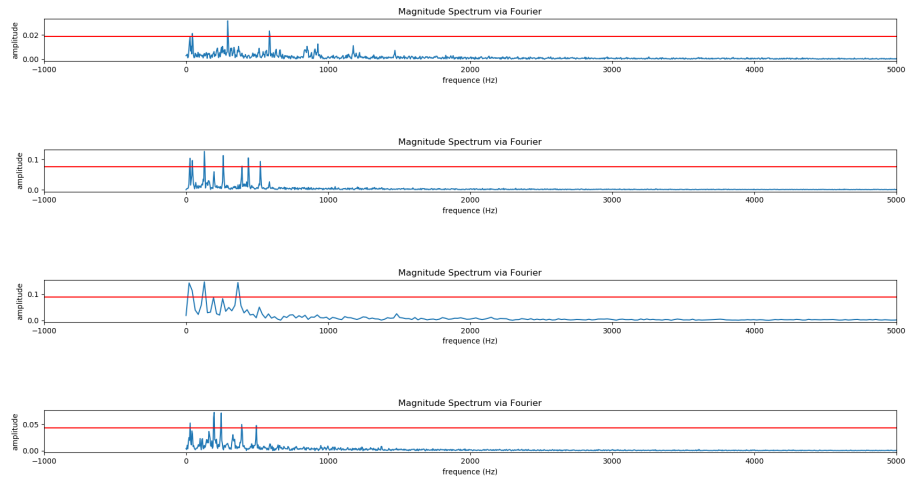 Magnitude Spectrum via Fourier
amplitude
0.02
0.00
−1000 0 1000 2000 3000 4000 5000
frequence (Hz)
Magnitude Spectrum via Fourier
amplitude
0.1
0.0
−1000 0 1000 2000 3000 4000 5000
frequence (Hz)
Magnitude Spectrum via Fourier
amplitude
0.1
0.0
−1000 0 1000 2000 3000 4000 5000
frequence (Hz)
Magnitude Spectrum via Fourier
amplitude
0.05
0.00
−1000 0 1000 2000 3000 4000 5000
frequence (Hz)